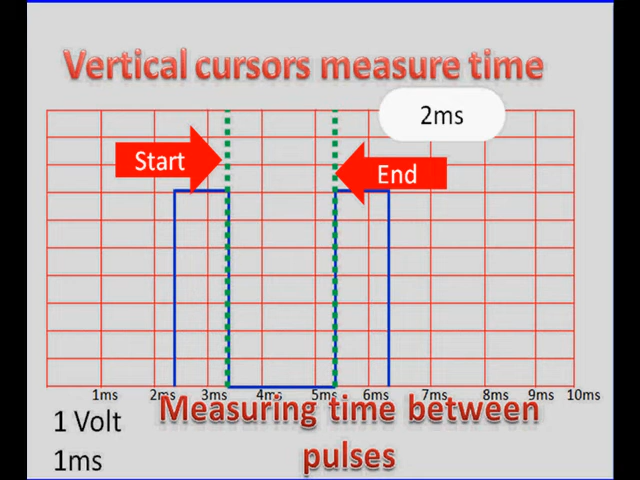 Vertical cursors measure time
2ms
Start
End
1ms 2ms 3ms 4ms 5ms 6ms 7ms 8ms 9ms 10ms
1 Volt
1ms
Measuring time between
pulses